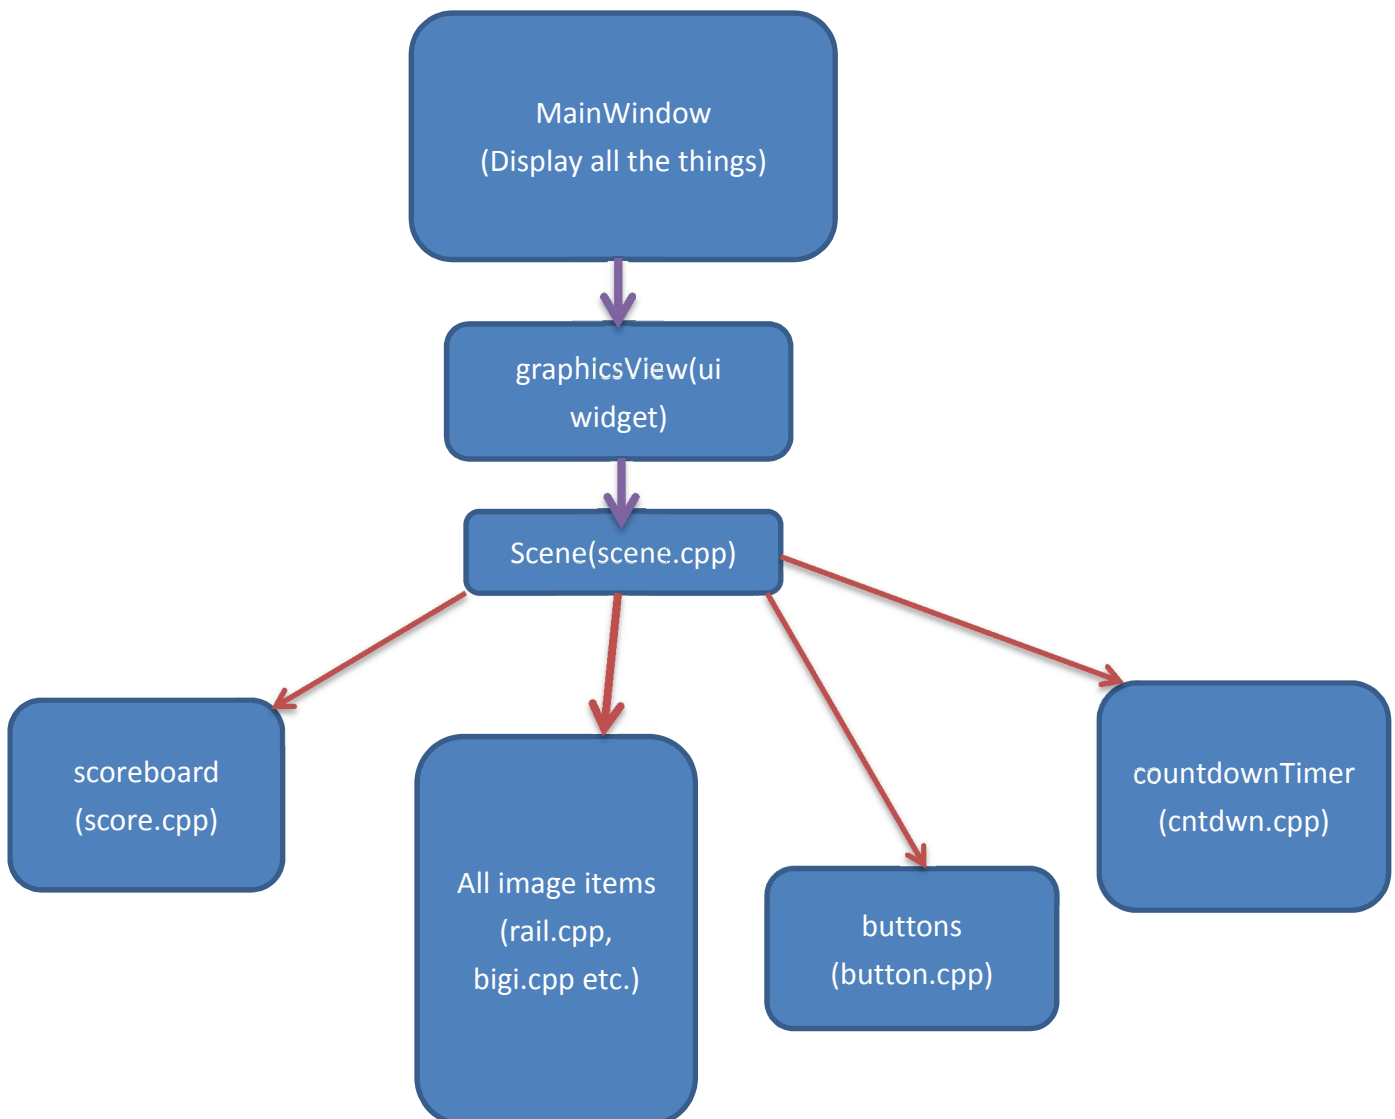 MainWindow
(Display all the things)
graphicsView(ui
widget)
Scene(scene.cpp)
scoreboard
(score.cpp)
All image items
(rail.cpp,
bigi.cpp etc.)
buttons
(button.cpp)
countdownTimer
(cntdwn.cpp)